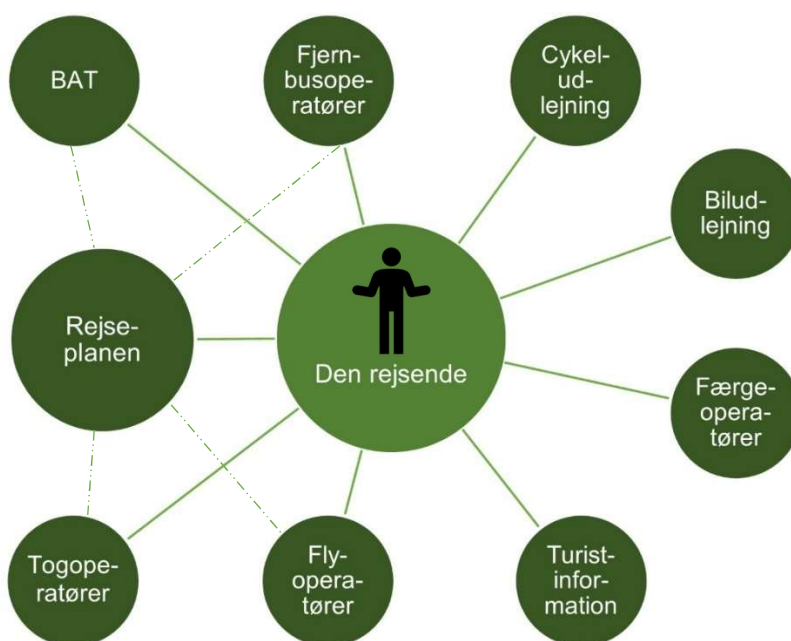 BAT
Fjern-
busope-
ratører
Cykel-
ud-
lejning
Bilud-
lejning
Rejse-
planen
Den rejsende
Færge-
opera-
tører
Togope-
ratører
Fly-
opera-
tører
Turist-
infor-
mation